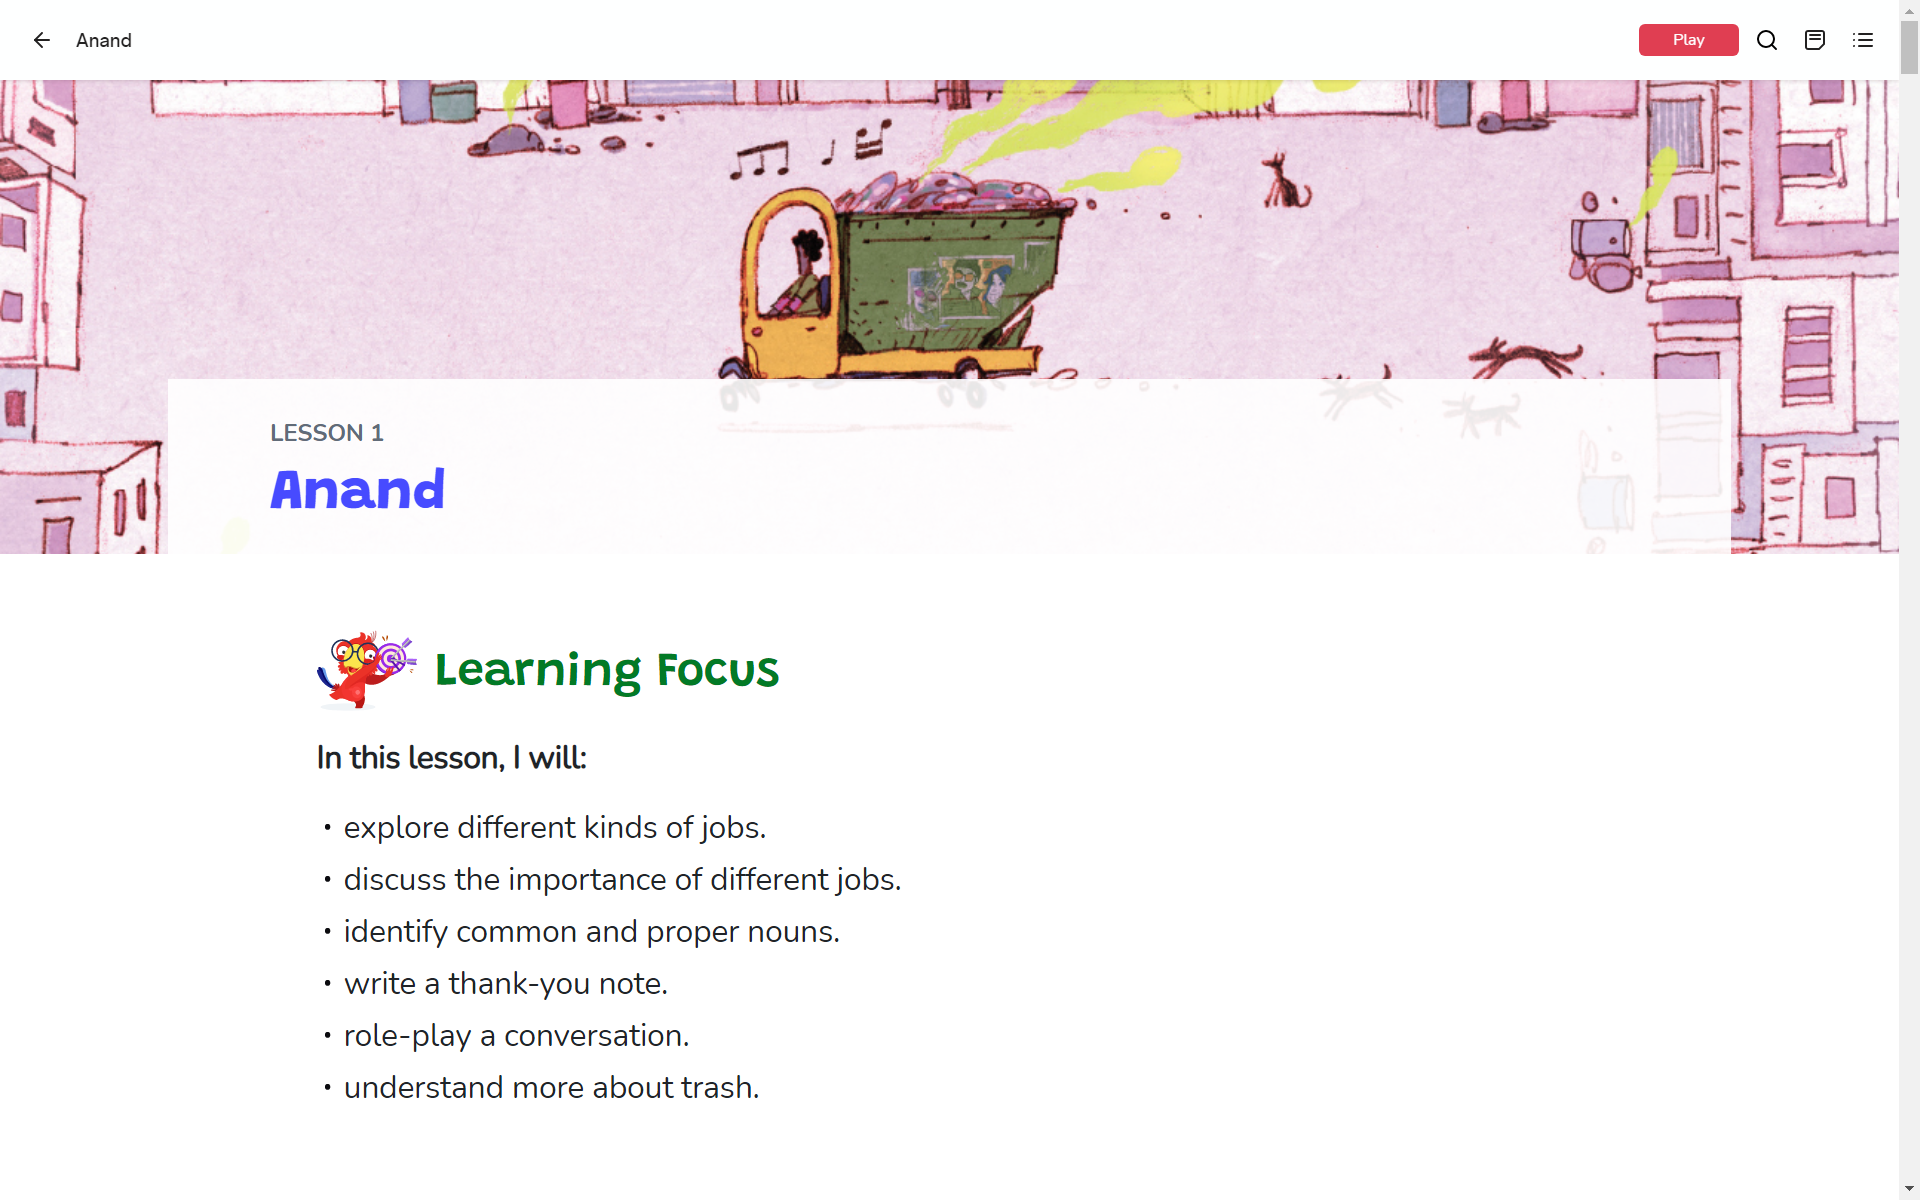 Anand
Play
LESSON 1
Anand
Learning Focus
In this lesson, I will:
• explore different kinds of jobs.
• discuss the importance of different jobs.
• identify common and proper nouns.
• write a thank-you note.
• role-play a conversation.
• understand more about trash.